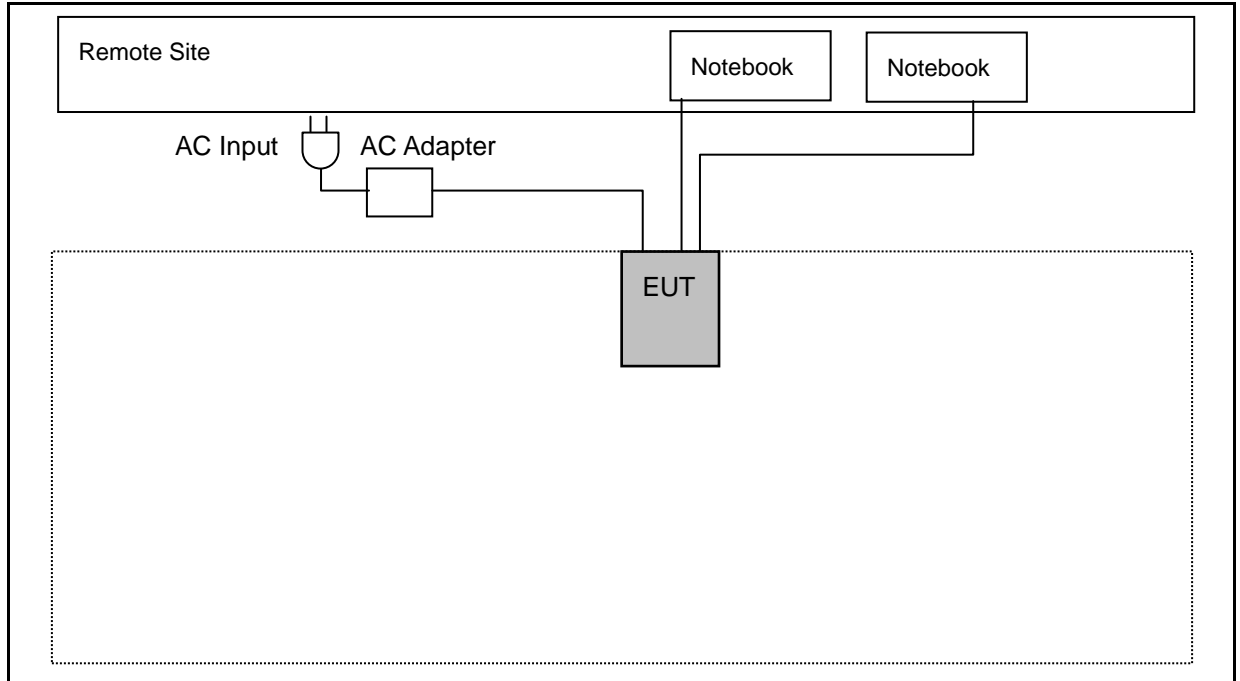 Remote Site
Notebook
Notebook
AC Input
AC Adapter
EUT